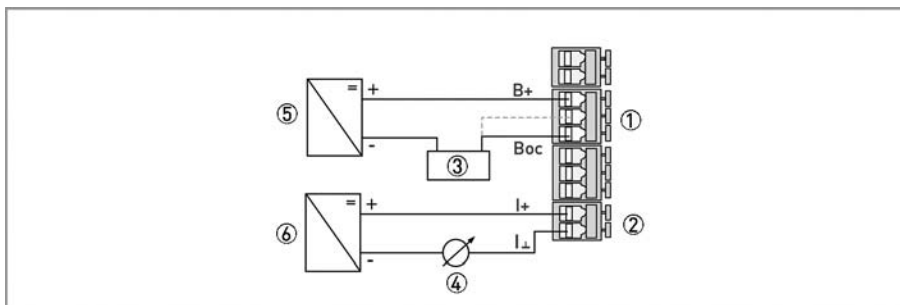 = + B+ ①
⑤
- ③ Boc
= + I+
⑥ ②
- ④ I⊥